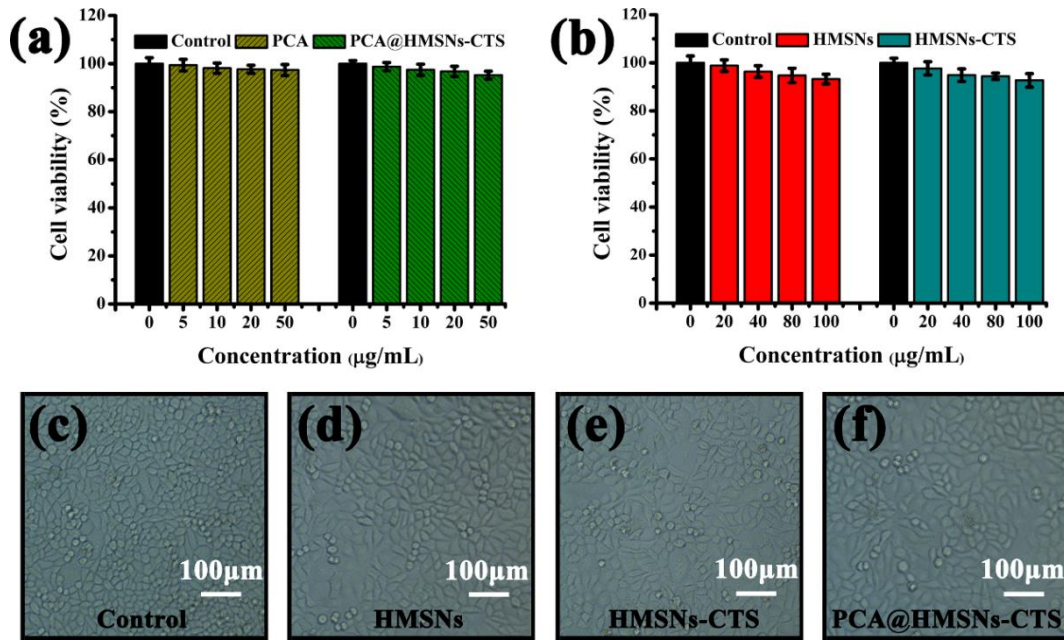 (a)
Control PCA PCA@HMSNs-CTS
Cell viability (%)
120
100
80
60
40
20
0
0 5 10 20 50 0 5 10 20 50
Concentration (μg/mL)
(b)
Control HMSNs HMSNs-CTS
Cell viability (%)
120
100
80
60
40
20
0
0 20 40 80 100 0 20 40 80 100
Concentration (μg/mL)
(c)
100μm
Control
(d)
100μm
HMSNs
(e)
100μm
HMSNs-CTS
(f)
100μm
PCA@HMSNs-CTS